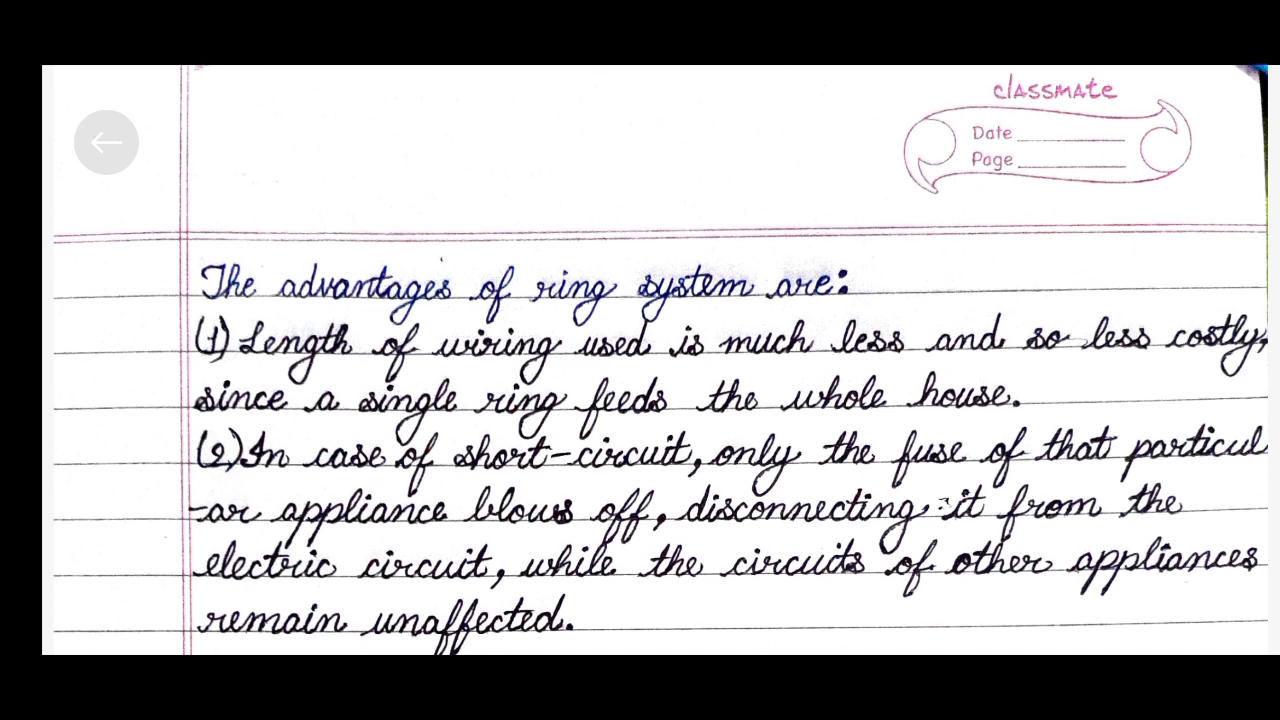 classmate
Date
Page
The advantages of ring system are:
(1) Length of wiring used is much less and so less costly,
since a single ring feeds the whole house.
(2) In case of short-circuit, only the fuse of that particul
-ar appliance blows off, disconnecting it from the
electric circuit, while the circuits of other appliances
remain unaffected.